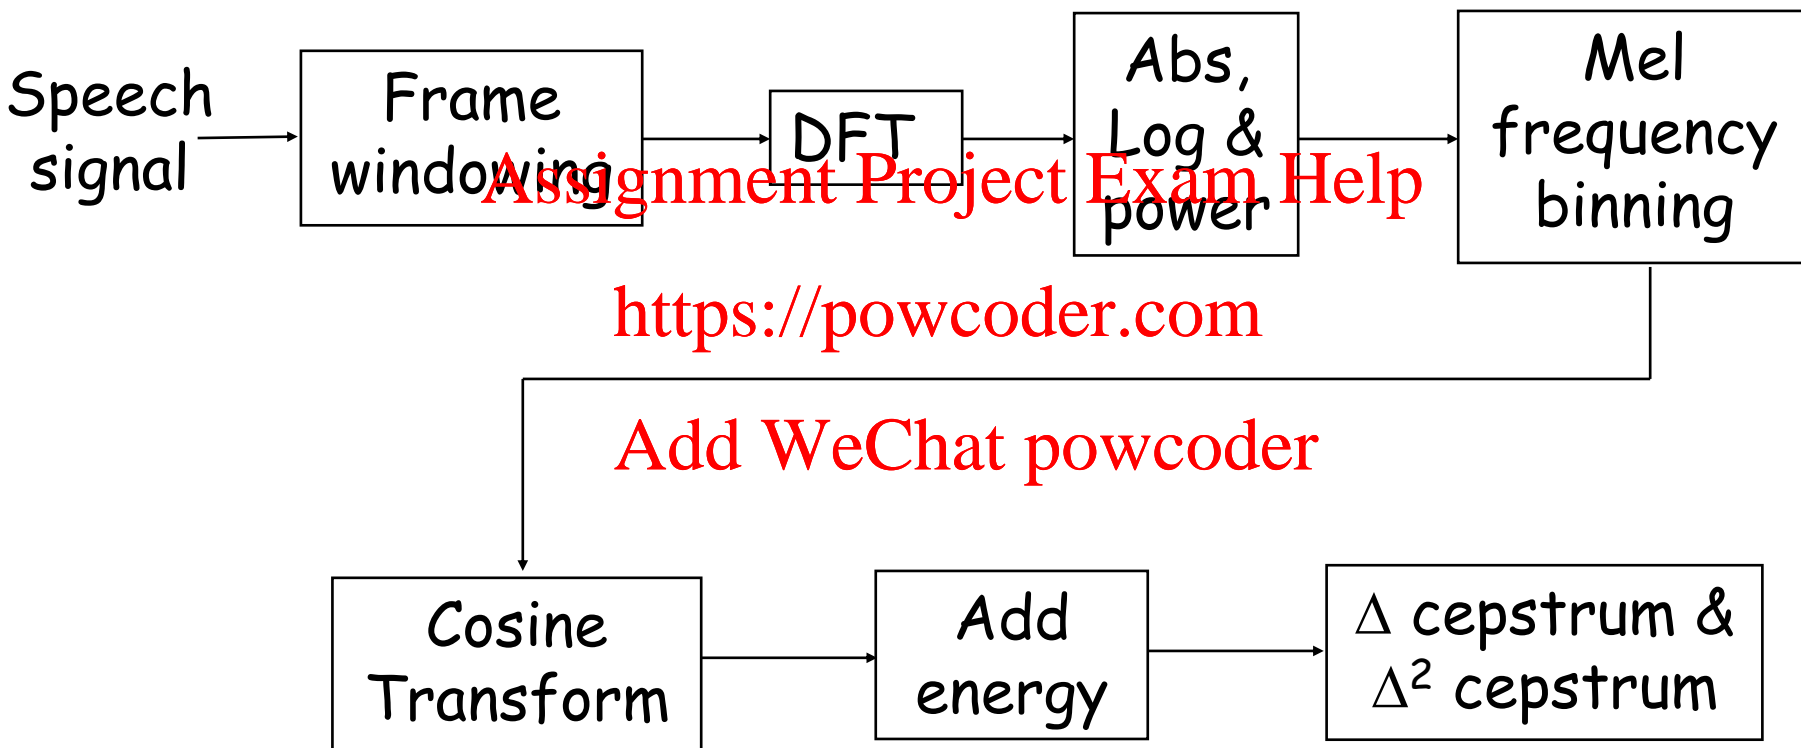 Speech
signal
Frame
windowing
DFT
Abs,
Log &
power
Mel
frequency
binning
Assignment Project Exam Help
https://powcoder.com
Add WeChat powcoder
Cosine
Transform
Add
energy
Δ cepstrum &
Δ² cepstrum